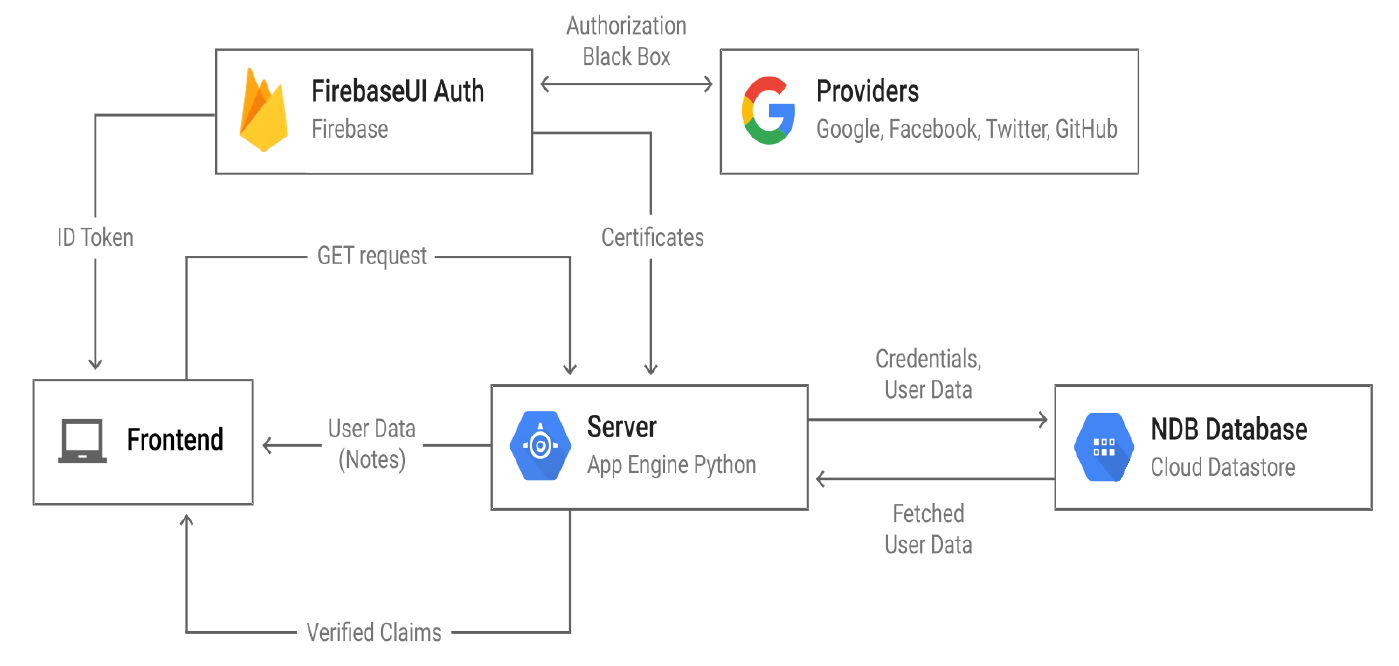 Authorization
Black Box
FirebaseUI Auth
Firebase
Providers
Google, Facebook, Twitter, GitHub
ID Token
Certificates
GET request
Frontend
User Data
(Notes)
Server
App Engine Python
Credentials,
User Data
NDB Database
Cloud Datastore
Fetched
User Data
Verified Claims